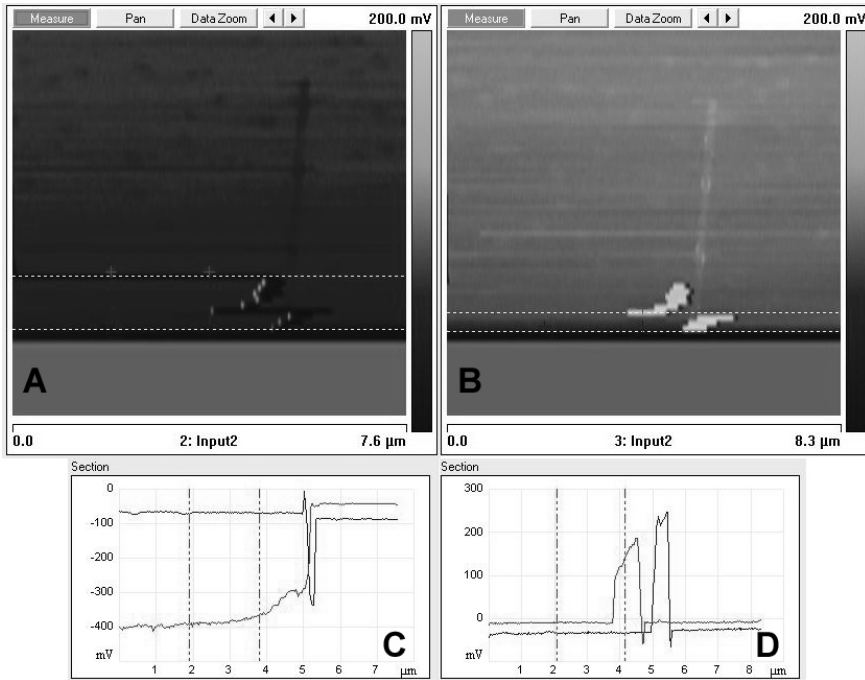 Measure Pan Data Zoom 200.0 mV
A
0.0 2: Input2 7.6 µm
Measure Pan Data Zoom 200.0 mV
B
0.0 3: Input2 8.3 µm
Section
0
-100
-200
-300
-400
mV
1 2 3 4 5 6 7 µm
C
Section
300
200
100
0
mV
1 2 3 4 5 6 7 8 µm
D